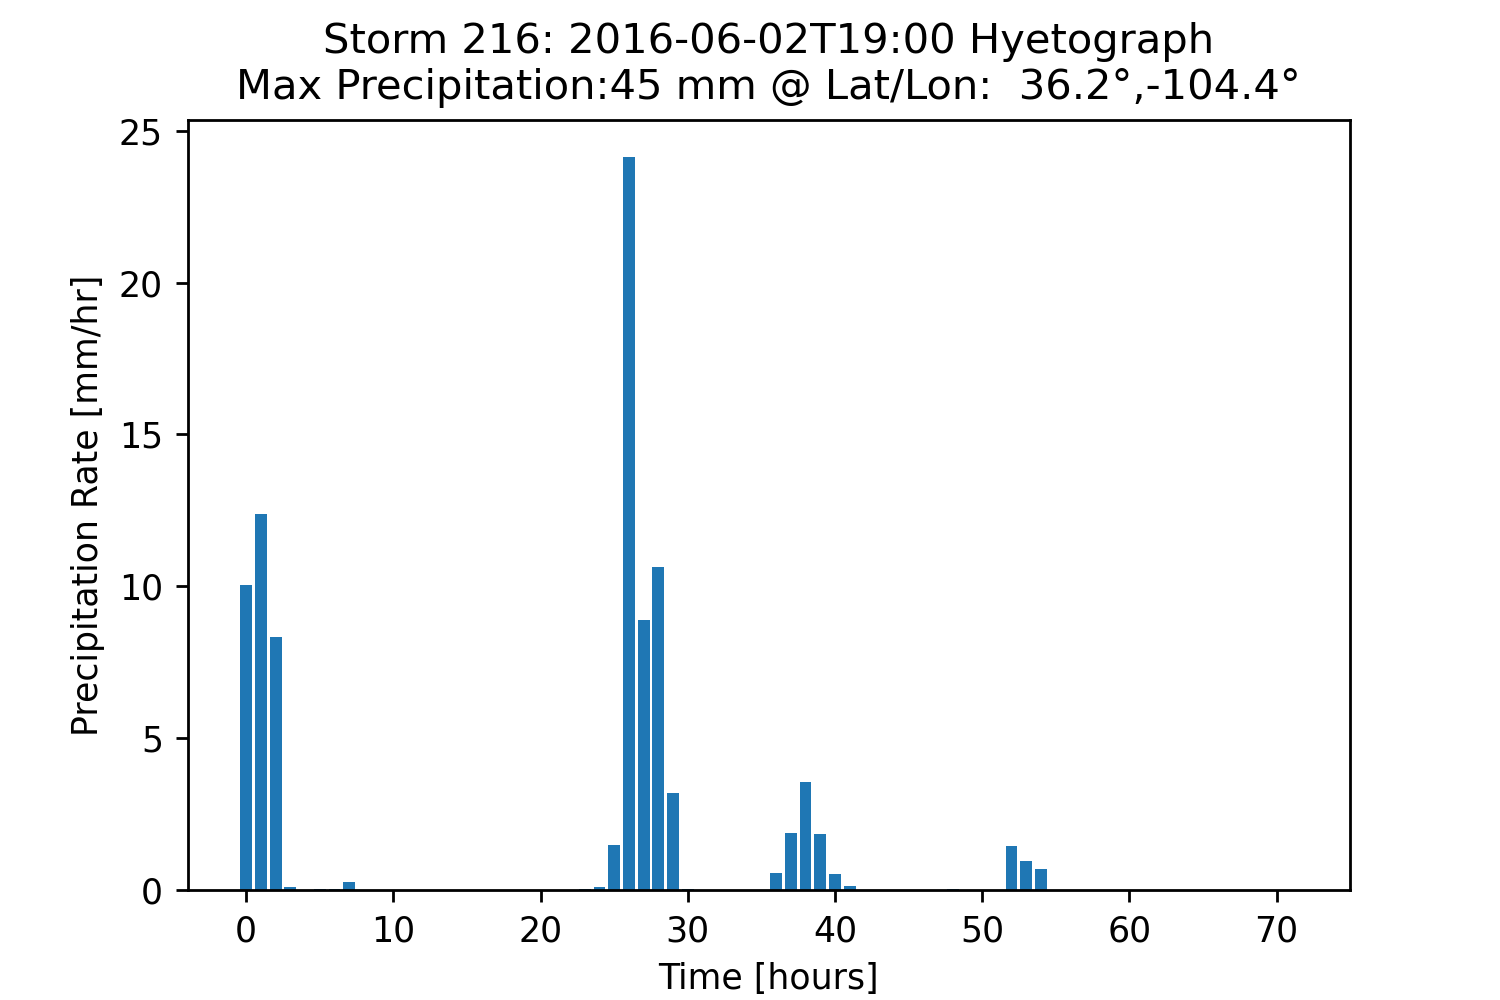 Storm 216: 2016-06-02T19:00 Hyetograph
Max Precipitation:45 mm @ Lat/Lon:  36.2°,-104.4°
25
20
15
10
5
0
Precipitation Rate [mm/hr]
0 10 20 30 40 50 60 70
Time [hours]